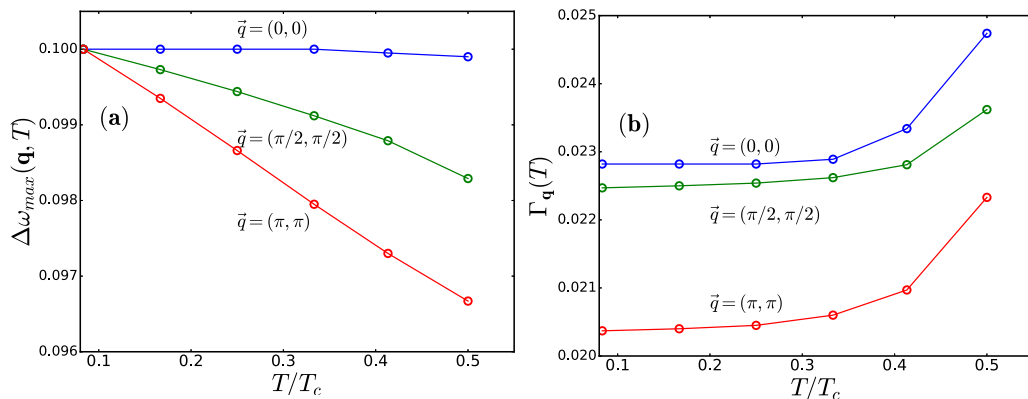 0.100
0.099
0.098
0.097
0.096
0.1
0.2
0.3
0.4
0.5
T/T_c
Δω_max(q, T)
(a)
q⃗ = (0, 0)
q⃗ = (π/2, π/2)
q⃗ = (π, π)
0.025
0.024
0.023
0.022
0.021
0.020
0.1
0.2
0.3
0.4
0.5
T/T_c
Γ_q(T)
(b)
q⃗ = (0, 0)
q⃗ = (π/2, π/2)
q⃗ = (π, π)